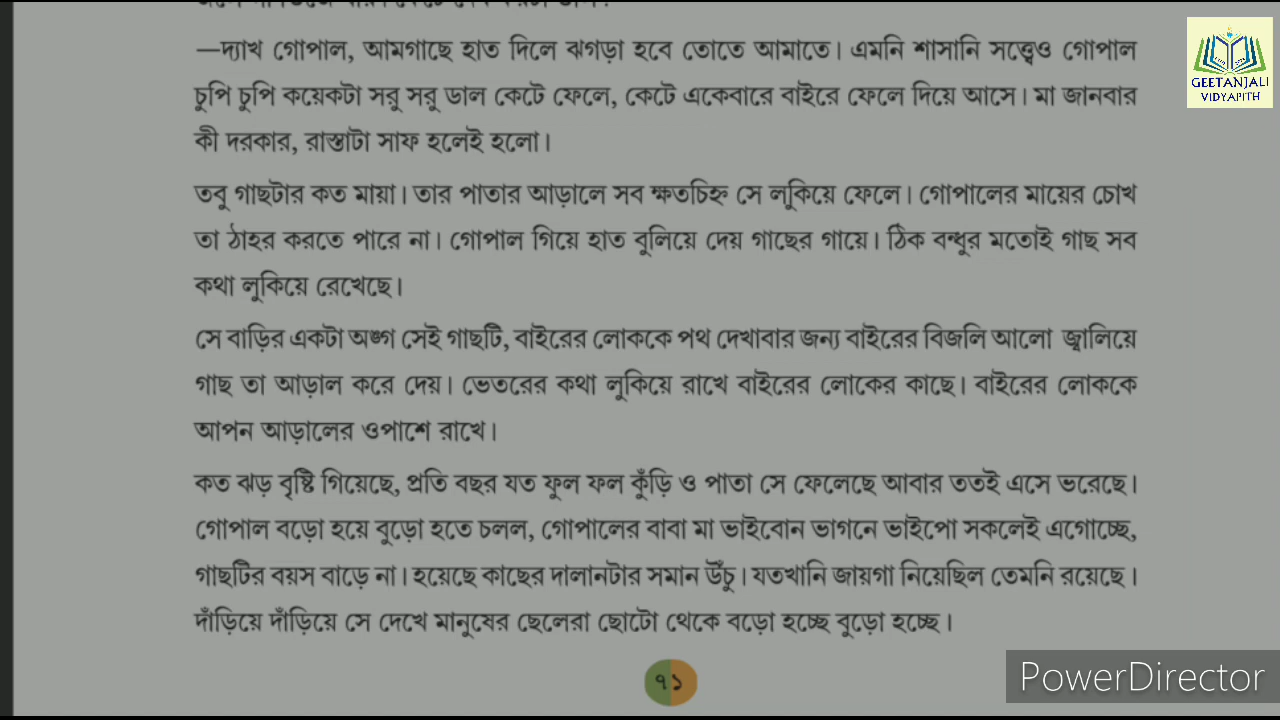 —দ্যাখ গোপাল, আমগাছে হাত দিলে ঝগড়া হবে তোতে আমাতে। এমনি শাসানি সত্ত্বেও গোপাল
চুপি চুপি কয়েকটা সরু সরু ডাল কেটে ফেলে, কেটে একেবারে বাইরে ফেলে দিয়ে আসে। মা জানবার
কী দরকার, রাস্তাটা সাফ হলেই হলো।
তবু গাছটার কত মায়া। তার পাতার আড়ালে সব ক্ষতচিহ্ন সে লুকিয়ে ফেলে। গোপালের মায়ের চোখ
তা ঠাহর করতে পারে না। গোপাল গিয়ে হাত বুলিয়ে দেয় গাছের গায়ে। ঠিক বন্ধুর মতোই গাছ সব
কথা লুকিয়ে রেখেছে।
সে বাড়ির একটা অঙ্গ সেই গাছটি, বাইরের লোককে পথ দেখাবার জন্য বাইরের বিজলি আলো জ্বালিয়ে
গাছ তা আড়াল করে দেয়। ভেতরের কথা লুকিয়ে রাখে বাইরের লোকের কাছে। বাইরের লোককে
আপন আড়ালের ওপাশে রাখে।
কত ঝড় বৃষ্টি গিয়েছে, প্রতি বছর যত ফুল ফল কুঁড়ি ও পাতা সে ফেলেছে আবার ততই এসে ভরেছে।
গোপাল বড়ো হয়ে বুড়ো হতে চলল, গোপালের বাবা মা ভাইবোন ভাগনে ভাইপো সকলেই এগোচ্ছে,
গাছটির বয়স বাড়ে না। হয়েছে কাছের দালানটার সমান উঁচু। যতখানি জায়গা নিয়েছিল তেমনি রয়েছে।
দাঁড়িয়ে দাঁড়িয়ে সে দেখে মানুষের ছেলেরা ছোটো থেকে বড়ো হচ্ছে বুড়ো হচ্ছে।
৭১
GEETANJALI
VIDYAPITH
PowerDirector